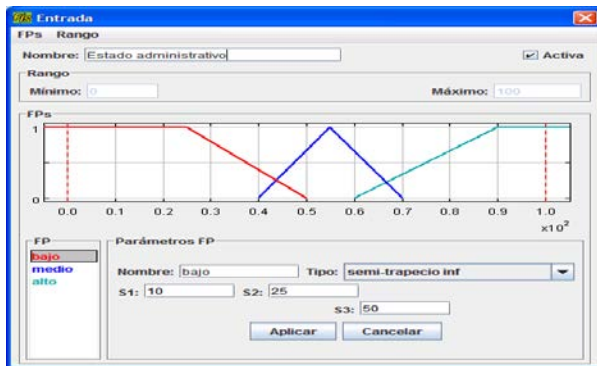 Entrada
FPs Rango
Nombre: Estado administrativo Activa
Rango
Mínimo: 0 Máximo: 100
FPs
1
0
0.0 0.1 0.2 0.3 0.4 0.5 0.6 0.7 0.8 0.9 1.0
x10²
FP Parámetros FP
bajo
medio Nombre: bajo Tipo: semi-trapecio inf
alto
S1: 10 S2: 25
S3: 50
Aplicar Cancelar